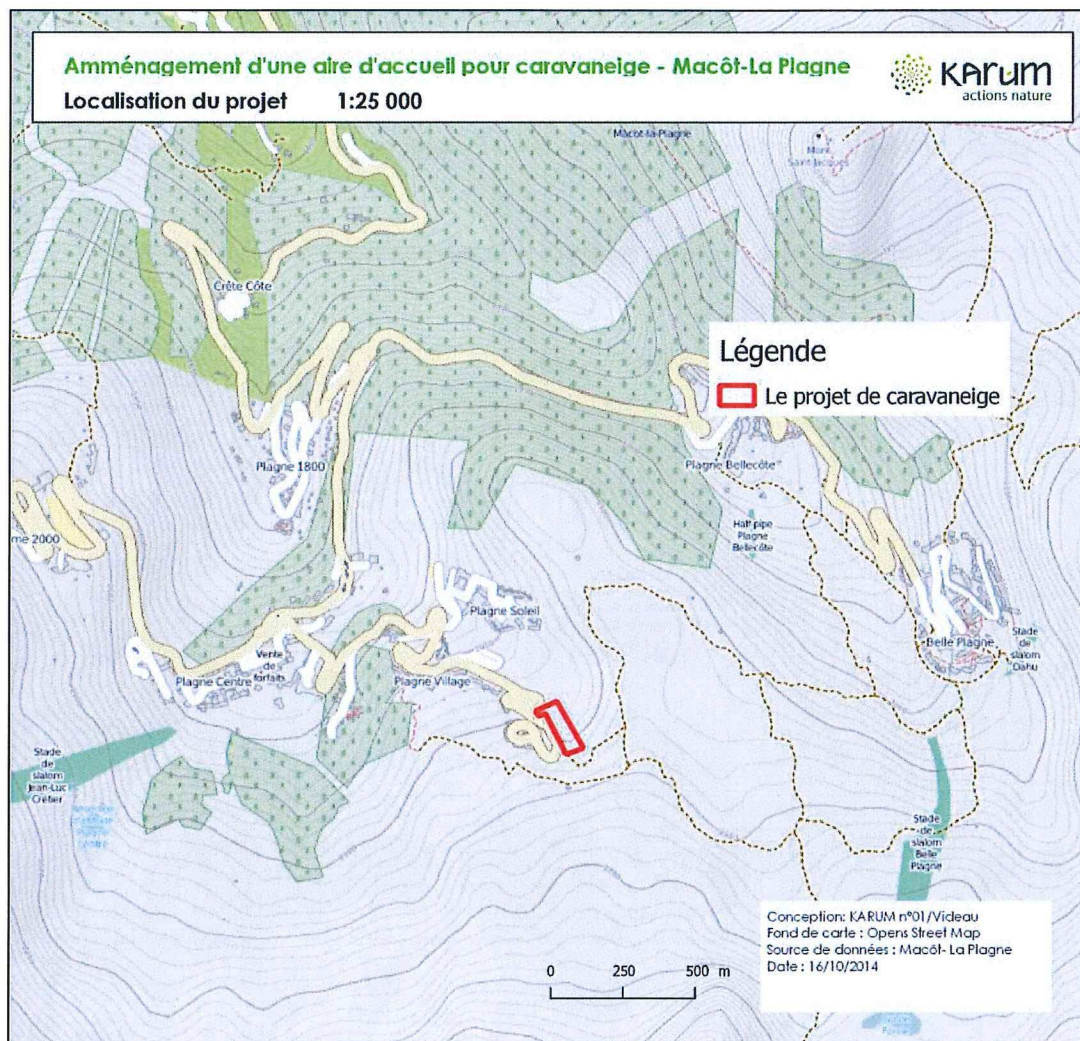 Amménagement d'une aire d'accueil pour caravaneige - Macôt-La Plagne
Localisation du projet 1:25 000
KARUM
actions nature
Mâcot-la-Plagne
Mont
Saint-Jacques
Crête Côte
Légende
Le projet de caravaneige
Plagne 1800
Plagne Bellecôte
me 2000
Half pipe
Plagne
Bellecôte
Plagne Soleil
Belle Plagne
Stade
de
slalom
Dahu
Vente
de
forfaits
Plagne Centre
Plagne Village
Stade
de
slalom
Jean-Luc
Crétier
Stade
de
slalom
Belle
Plagne
Conception: KARUM n°01/Videau
Fond de carte : Opens Street Map
Source de données : Macôt- La Plagne
Date : 16/10/2014
0 250 500 m